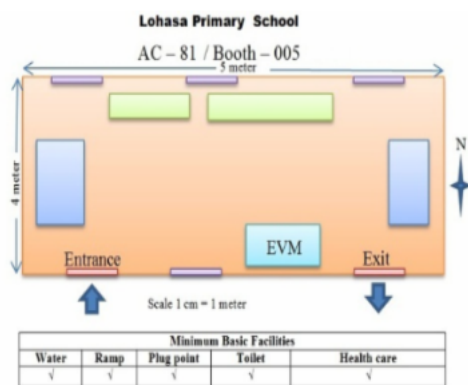 Lohasa Primary School
AC – 81 / Booth – 005
5 meter
4 meter
N
Entrance
EVM
Exit
Scale 1 cm = 1 meter
Minimum Basic Facilities
Water Ramp Plug point Toilet Health care
√ √ √ √ √